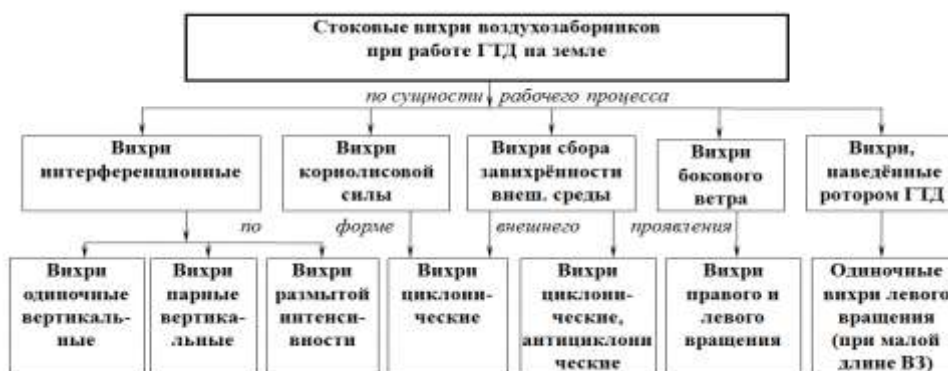 Стоковые вихри воздухозаборников
при работе ГТД на земле
по сущности рабочего процесса
Вихри
интерференционные
Вихри
кориолисовой
силы
Вихри сбора
завихрённости
внеш. среды
Вихри
бокового
ветра
Вихри,
наведённые
ротором ГТД
по форме внешнего проявления
Вихри
одиночные
вертикаль-
ные
Вихри
парные
вертика-
льные
Вихри
размытой
интенси-
вности
Вихри
циклони-
ческие
Вихри
циклони-
ческие,
антициклони
ческие
Вихри
правого и
левого
вращения
Одиночные
вихри левого
вращения
(при малой
длине ВЗ)